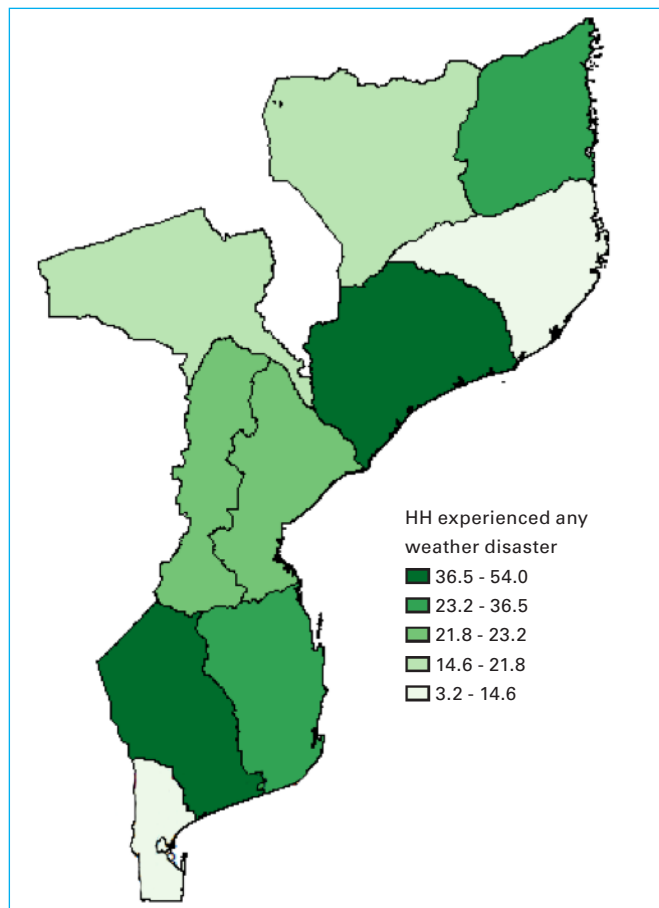 HH experienced any
weather disaster
36.5 - 54.0
23.2 - 36.5
21.8 - 23.2
14.6 - 21.8
3.2 - 14.6